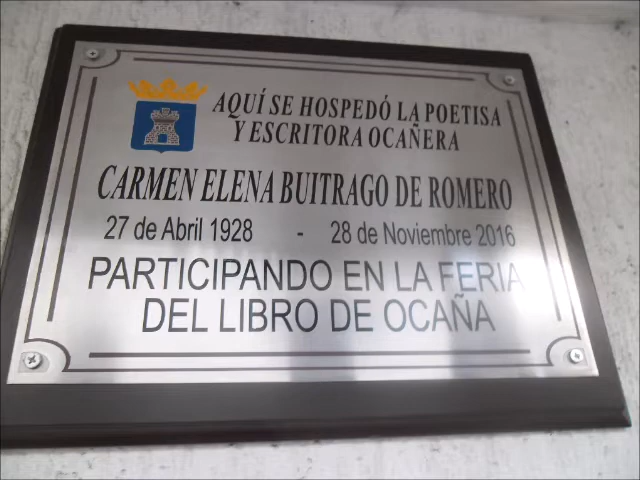 AQUÍ SE HOSPEDÓ LA POETISA
Y ESCRITORA OCAÑERA
CARMEN ELENA BUITRAGO DE ROMERO
27 de Abril 1928 - 28 de Noviembre 2016
PARTICIPANDO EN LA FERIA
DEL LIBRO DE OCAÑA